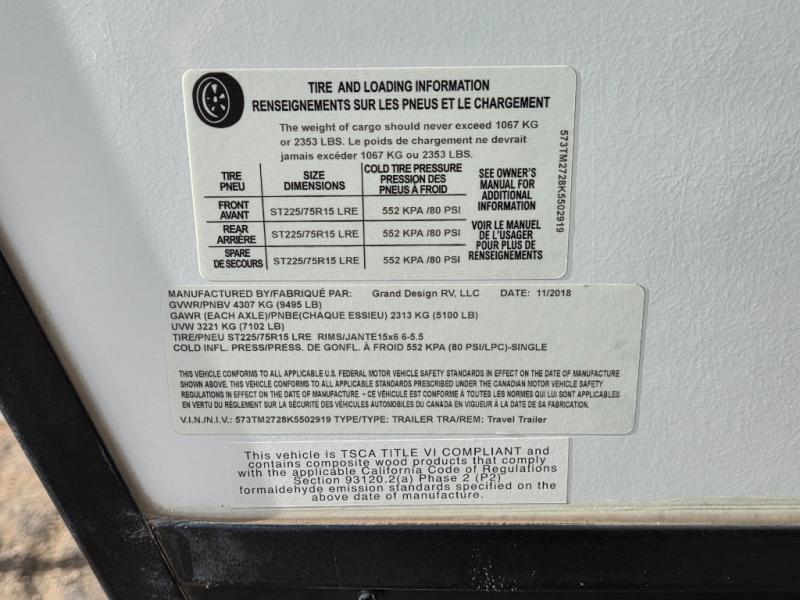 TIRE AND LOADING INFORMATION
RENSEIGNEMENTS SUR LES PNEUS ET LE CHARGEMENT
The weight of cargo should never exceed 1067 KG
or 2353 LBS. Le poids de chargement ne devrait
jamais excéder 1067 KG ou 2353 LBS.
TIRE
PNEU
SIZE
DIMENSIONS
COLD TIRE PRESSURE
PRESSION DES
PNEUS À FROID
FRONT
AVANT
ST225/75R15 LRE
552 KPA /80 PSI
REAR
ARRIÈRE
ST225/75R15 LRE
552 KPA /80 PSI
SPARE
DE SECOURS
ST225/75R15 LRE
552 KPA /80 PSI
SEE OWNER'S
MANUAL FOR
ADDITIONAL
INFORMATION
VOIR LE MANUEL
DE L'USAGER
POUR PLUS DE
RENSEIGNEMENTS
573TM2728K5502919
MANUFACTURED BY/FABRIQUÉ PAR: Grand Design RV, LLC DATE: 11/2018
GVWR/PNBV 4307 KG (9495 LB)
GAWR (EACH AXLE)/PNBE(CHAQUE ESSIEU) 2313 KG (5100 LB)
UVW 3221 KG (7102 LB)
TIRE/PNEU ST225/75R15 LRE RIMS/JANTE15x6 6-5.5
COLD INFL. PRESS/PRESS. DE GONFL. À FROID 552 KPA (80 PSI/LPC)-SINGLE
THIS VEHICLE CONFORMS TO ALL APPLICABLE U.S. FEDERAL MOTOR VEHICLE SAFETY STANDARDS IN EFFECT ON THE DATE OF MANUFACTURE
SHOWN ABOVE. THIS VEHICLE CONFORMS TO ALL APPLICABLE STANDARDS PRESCRIBED UNDER THE CANADIAN MOTOR VEHICLE SAFETY
REGULATIONS IN EFFECT ON THE DATE OF MANUFACTURE. ~ CE VÉHICULE EST CONFORME À TOUTES LES NORMES QUI LUI SONT APPLICABLES
EN VERTU DU RÈGLEMENT SUR LA SÉCURITÉ DES VÉHICULES AUTOMOBILES DU CANADA EN VIGUEUR À LA DATE DE SA FABRICATION.
V.I.N./N.I.V.: 573TM2728K5502919 TYPE/TYPE: TRAILER TRA/REM: Travel Trailer
This vehicle is TSCA TITLE VI COMPLIANT and
contains composite wood products that comply
with the applicable California Code of Regulations
Section 93120.2(a) Phase 2 (P2)
formaldehyde emission standards specified on the
above date of manufacture.